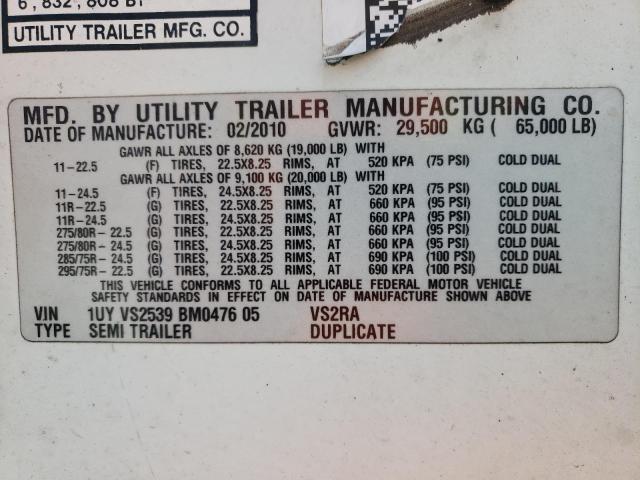 6,832,808 B1
UTILITY TRAILER MFG. CO.
MFD. BY UTILITY TRAILER MANUFACTURING CO.
DATE OF MANUFACTURE: 02/2010 GVWR: 29,500 KG ( 65,000 LB)
GAWR ALL AXLES OF 8,620 KG (19,000 LB) WITH
11-22.5 (F) TIRES, 22.5X8.25 RIMS, AT 520 KPA (75 PSI) COLD DUAL
GAWR ALL AXLES OF 9,100 KG (20,000 LB) WITH
11-24.5 (F) TIRES, 24.5X8.25 RIMS, AT 520 KPA (75 PSI) COLD DUAL
11R-22.5 (G) TIRES, 22.5X8.25 RIMS, AT 660 KPA (95 PSI) COLD DUAL
11R-24.5 (G) TIRES, 24.5X8.25 RIMS, AT 660 KPA (95 PSI) COLD DUAL
275/80R-22.5 (G) TIRES, 22.5X8.25 RIMS, AT 660 KPA (95 PSI) COLD DUAL
275/80R-24.5 (G) TIRES, 24.5X8.25 RIMS, AT 660 KPA (95 PSI) COLD DUAL
285/75R-24.5 (G) TIRES, 24.5X8.25 RIMS, AT 690 KPA (100 PSI) COLD DUAL
295/75R-22.5 (G) TIRES, 22.5X8.25 RIMS, AT 690 KPA (100 PSI) COLD DUAL
THIS VEHICLE CONFORMS TO ALL APPLICABLE FEDERAL MOTOR VEHICLE
SAFETY STANDARDS IN EFFECT ON DATE OF MANUFACTURE SHOWN ABOVE
VIN 1UY VS2539 BM0476 05 VS2RA
TYPE SEMI TRAILER DUPLICATE